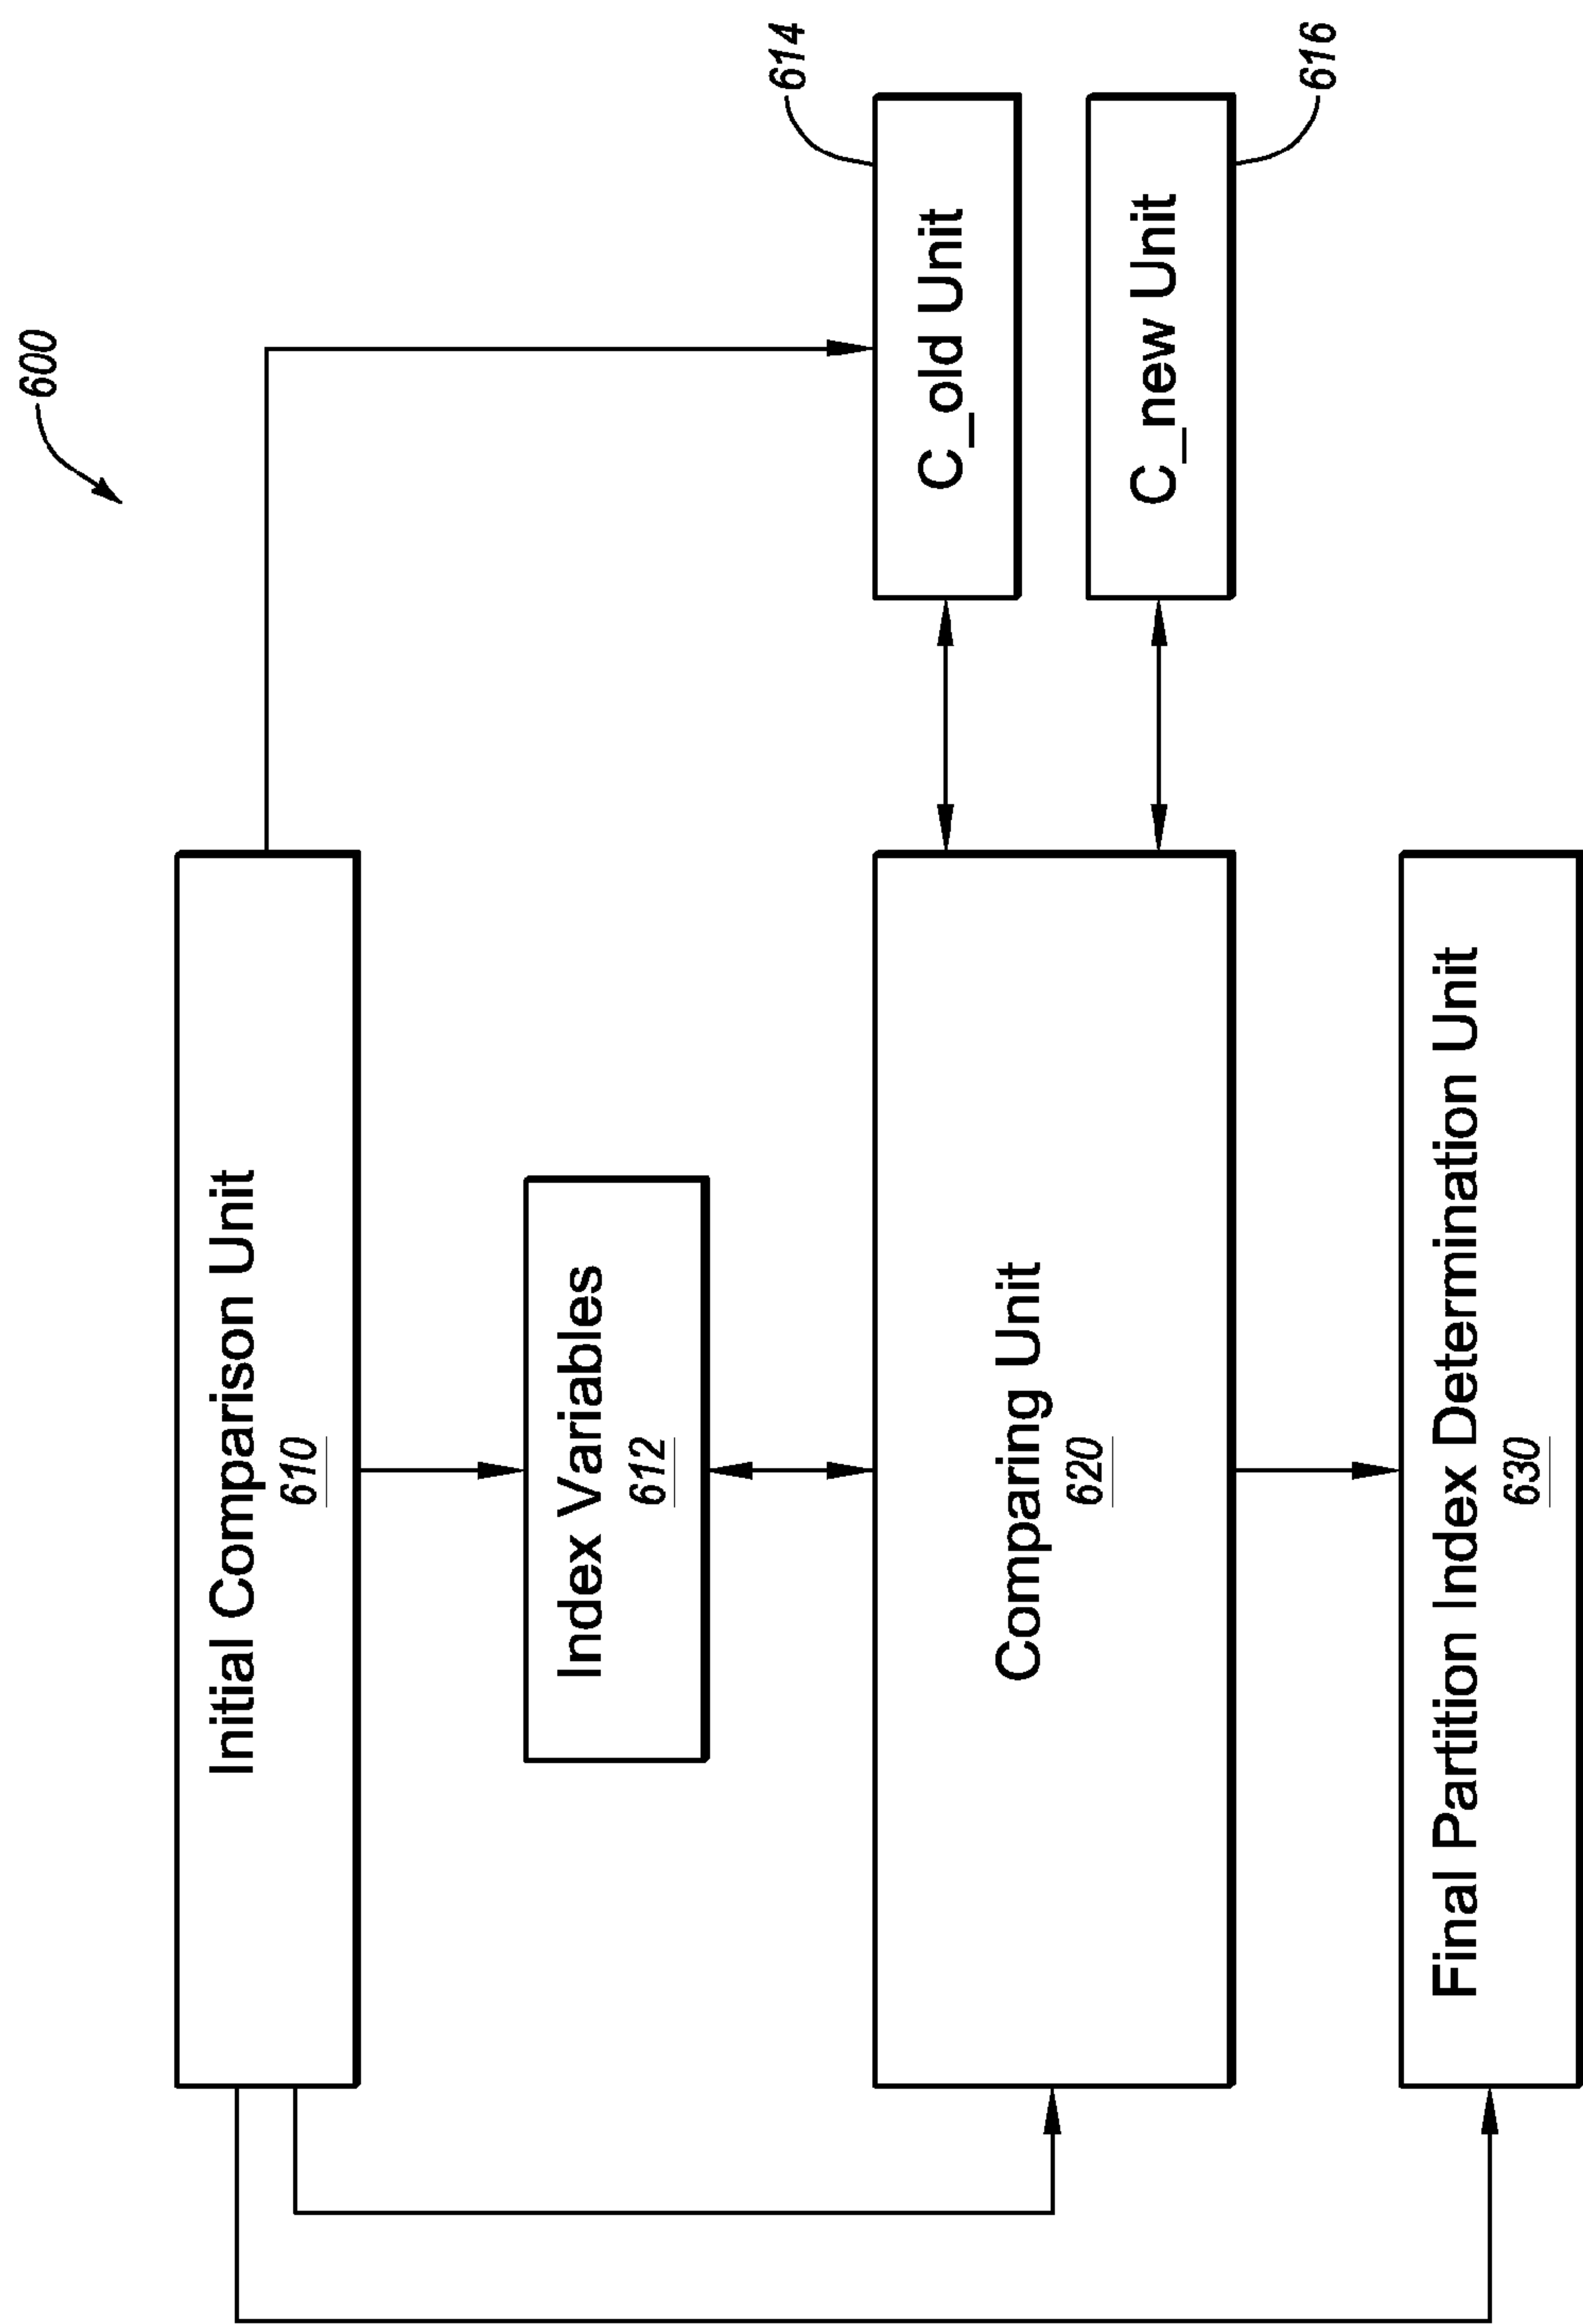 600
Initial Comparison Unit
610
Index Variables
612
C_old Unit
614
C_new Unit
616
Comparing Unit
620
Final Partition Index Determination Unit
630